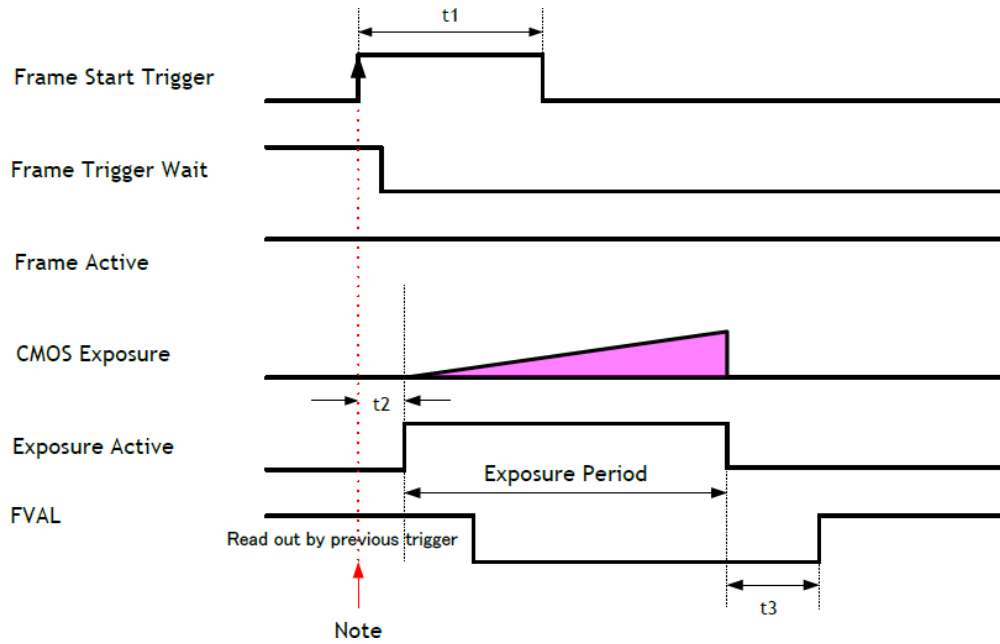 t1
Frame Start Trigger
Frame Trigger Wait
Frame Active
CMOS Exposure
t2
Exposure Active
Exposure Period
FVAL
Read out by previous trigger
t3
Note